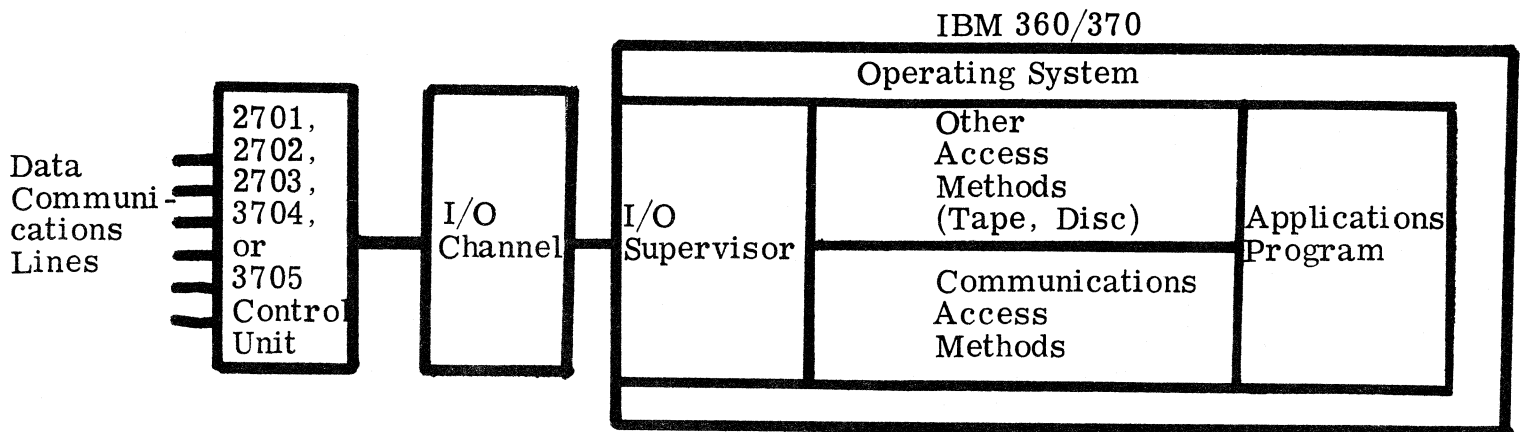 IBM 360/370
Operating System
Data
Communi-
cations
Lines
2701,
2702,
2703,
3704,
or
3705
Control
Unit
I/O
Channel
I/O
Supervisor
Other
Access
Methods
(Tape, Disc)
Communications
Access
Methods
Applications
Program